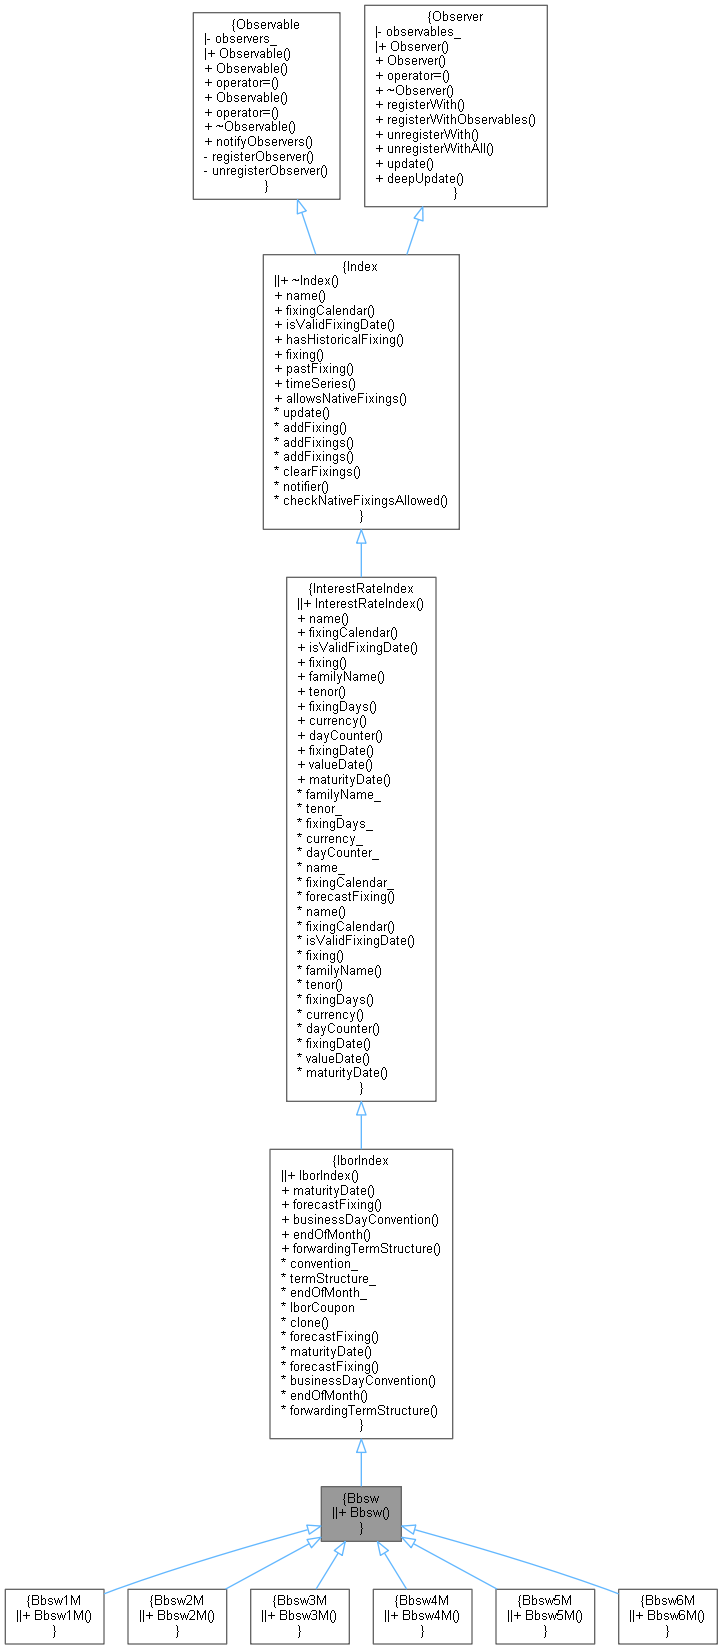 {Observable
|- observers_
|+ Observable()
+ Observable()
+ operator=()
+ Observable()
+ operator=()
+ ~Observable()
+ notifyObservers()
- registerObserver()
- unregisterObserver()
}
{Observer
|- observables_
|+ Observer()
+ Observer()
+ operator=()
+ ~Observer()
+ registerWith()
+ registerWithObservables()
+ unregisterWith()
+ unregisterWithAll()
+ update()
+ deepUpdate()
}
{Index
||+ ~Index()
+ name()
+ fixingCalendar()
+ isValidFixingDate()
+ hasHistoricalFixing()
+ fixing()
+ pastFixing()
+ timeSeries()
+ allowsNativeFixings()
* update()
* addFixing()
* addFixings()
* addFixings()
* clearFixings()
* notifier()
* checkNativeFixingsAllowed()
}
{InterestRateIndex
||+ InterestRateIndex()
+ name()
+ fixingCalendar()
+ isValidFixingDate()
+ fixing()
+ familyName()
+ tenor()
+ fixingDays()
+ currency()
+ dayCounter()
+ fixingDate()
+ valueDate()
+ maturityDate()
* familyName_
* tenor_
* fixingDays_
* currency_
* dayCounter_
* name_
* fixingCalendar_
* forecastFixing()
* name()
* fixingCalendar()
* isValidFixingDate()
* fixing()
* familyName()
* tenor()
* fixingDays()
* currency()
* dayCounter()
* fixingDate()
* valueDate()
* maturityDate()
}
{IborIndex
||+ IborIndex()
+ maturityDate()
+ forecastFixing()
+ businessDayConvention()
+ endOfMonth()
+ forwardingTermStructure()
* convention_
* termStructure_
* endOfMonth_
* IborCoupon
* clone()
* forecastFixing()
* maturityDate()
* forecastFixing()
* businessDayConvention()
* endOfMonth()
* forwardingTermStructure()
}
{Bbsw
||+ Bbsw()
}
{Bbsw1M
||+ Bbsw1M()
}
{Bbsw2M
||+ Bbsw2M()
}
{Bbsw3M
||+ Bbsw3M()
}
{Bbsw4M
||+ Bbsw4M()
}
{Bbsw5M
||+ Bbsw5M()
}
{Bbsw6M
||+ Bbsw6M()
}